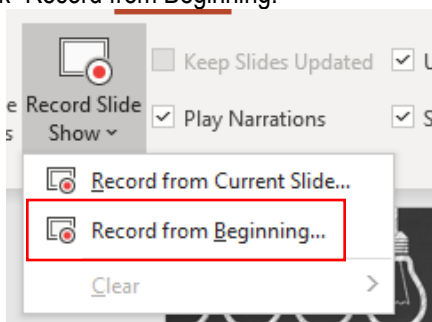 Record from Beginning.
Keep Slides Updated
Record Slide
Show
Play Narrations
Record from Current Slide...
Record from Beginning...
Clear